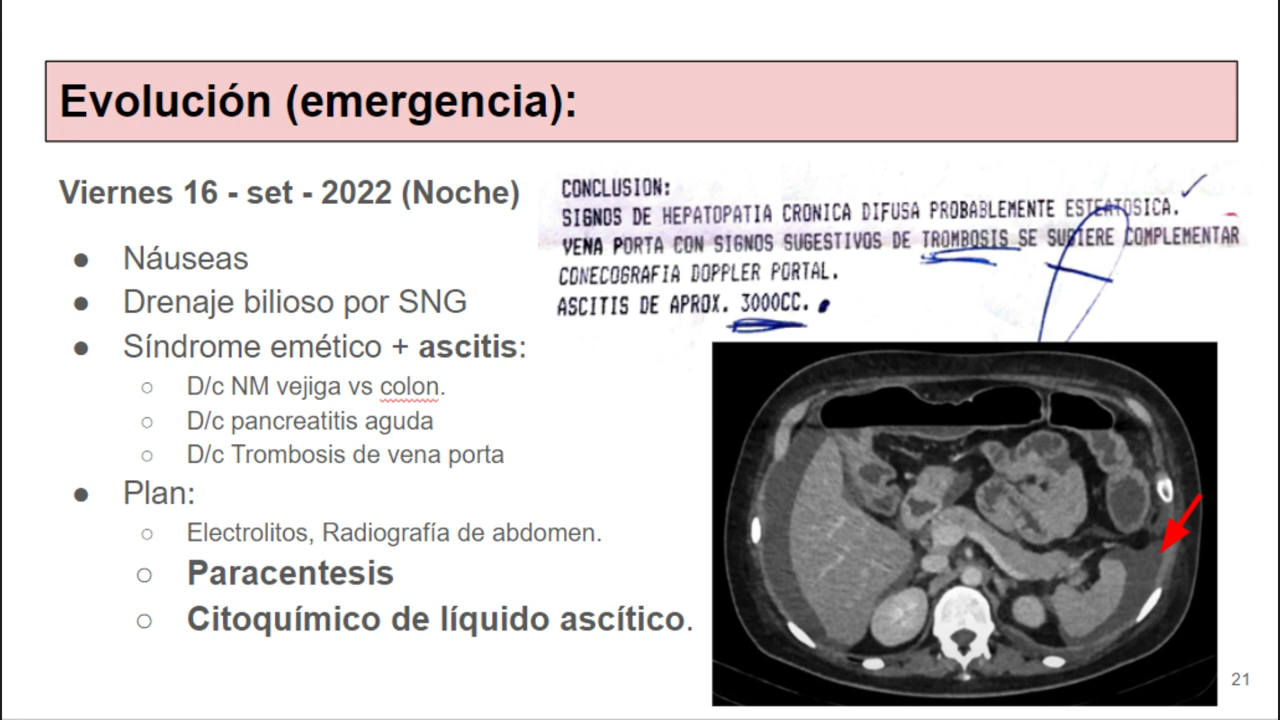 Evolución (emergencia):
Viernes 16 - set - 2022 (Noche)
● Náuseas
● Drenaje bilioso por SNG
● Síndrome emético + ascitis:
○ D/c NM vejiga vs colon.
○ D/c pancreatitis aguda
○ D/c Trombosis de vena porta
● Plan:
○ Electrolitos, Radiografía de abdomen.
○ Paracentesis
○ Citoquímico de líquido ascítico.
CONCLUSION:
SIGNOS DE HEPATOPATIA CRONICA DIFUSA PROBABLEMENTE ESTEATOSICA.
VENA PORTA CON SIGNOS SUGESTIVOS DE TROMBOSIS SE SUGIERE COMPLEMENTAR
CONECOGRAFIA DOPPLER PORTAL.
ASCITIS DE APROX. 3000CC.
21